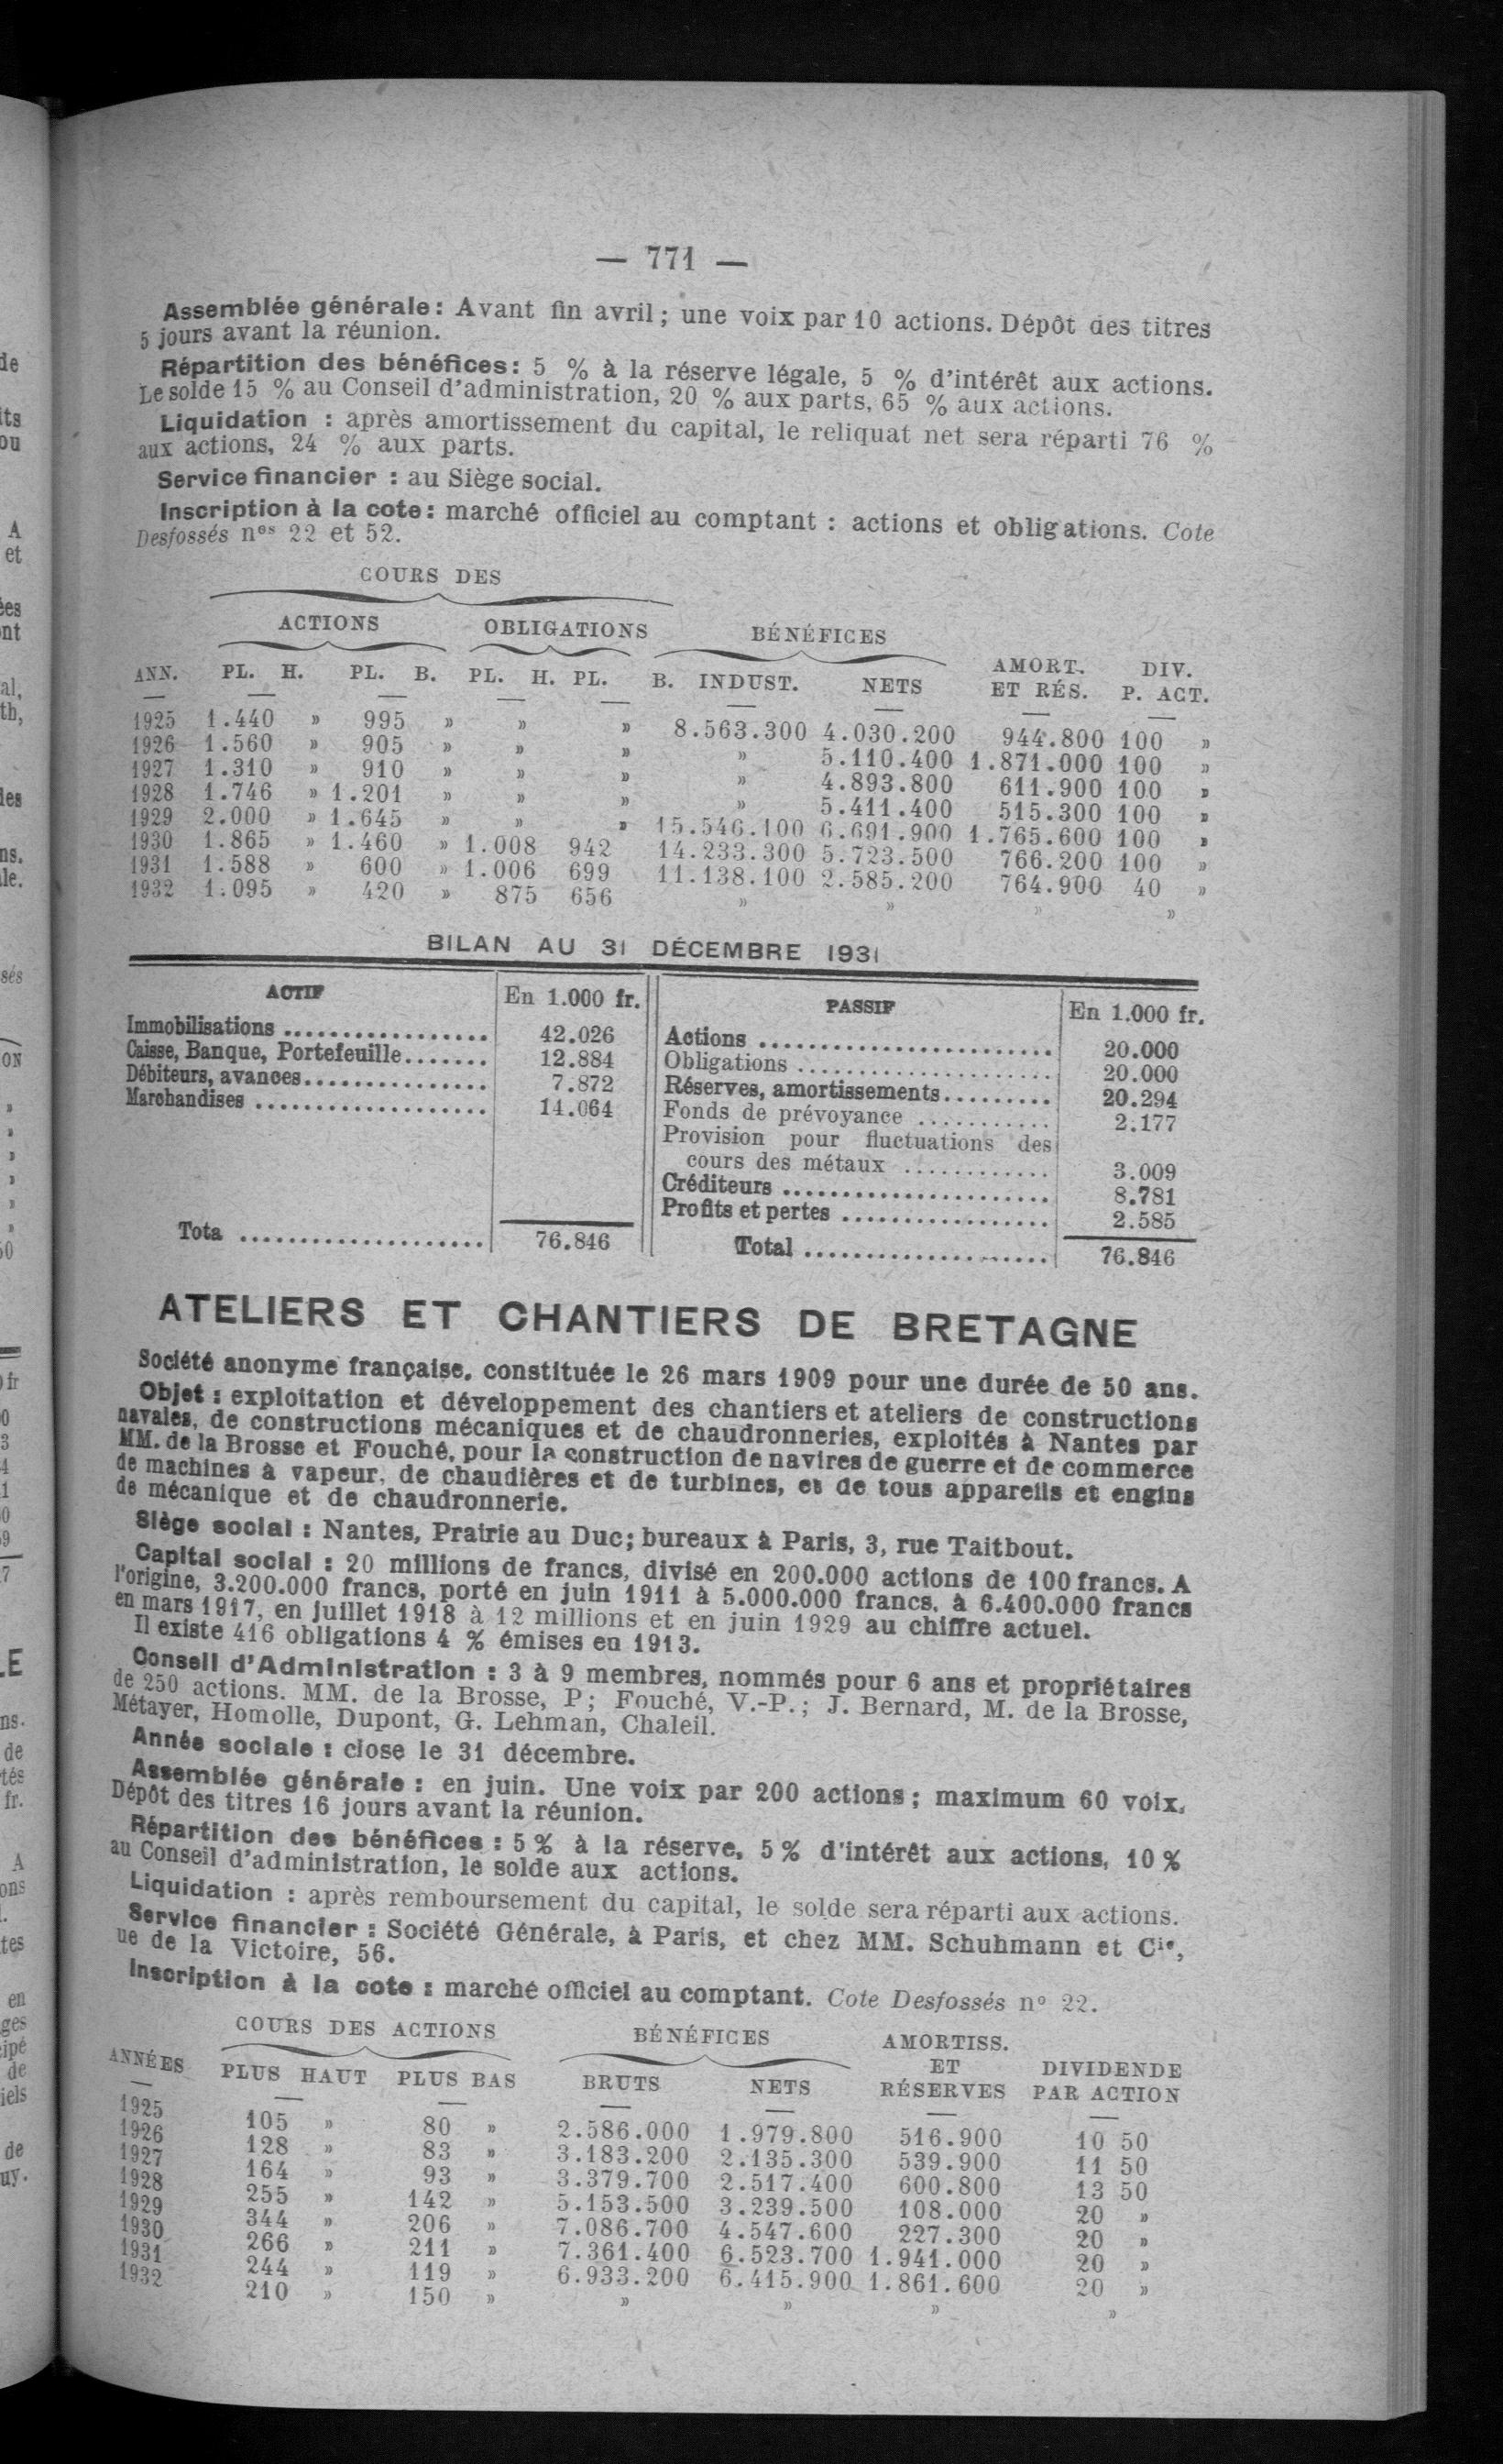 — 771 —
Assemblée générale: Avant fin avril; une voix par 10 actions. Dépôt des titres
5 jours avant la réunion.
Répartition des bénéfices: 5 % à la réserve légale, 5 % d'intérêt aux actions.
Le solde 15 % au Conseil d'administration, 20 % aux parts, 65 % aux actions.
Liquidation : après amortissement du capital, le reliquat net sera réparti 76 %
aux actions, 24 % aux parts.
Service financier : au Siège social.
Inscription à la cote: marché officiel au comptant : actions et obligations. Cote
Desfossés nos 22 et 52.
COURS DES
ACTIONS OBLIGATIONS BÉNÉFICES
AMORT. DIV.
ANN. PL. H. PL. B. PL. H. PL. B. INDUST. NETS ET RÉS. P. ACT.
1925 1.440 » 995 » » » 8.563.300 4.030.200 944.800 100 »
1926 1.560 » 905 » » » » 5.110.400 1.871.000 100 »
1927 1.310 » 910 » » » » 4.893.800 611.900 100 »
1928 1.746 » 1.201 » » » » 5.411.400 515.300 100 »
1929 2.000 » 1.645 » » » 15.546.100 6.691.900 1.765.600 100 »
1930 1.865 » 1.460 » 1.008 942 14.233.300 5.723.500 766.200 100 »
1931 1.588 » 600 » 1.006 699 11.138.100 2.585.200 764.900 40 »
1932 1.095 » 420 » 875 656 » » » »
BILAN AU 31 DÉCEMBRE 1931
ACTIF En 1.000 fr. PASSIF En 1.000 fr.
Immobilisations ................. 42.026 Actions ......................... 20.000
Caisse, Banque, Portefeuille....... 12.884 Obligations ..................... 20.000
Débiteurs, avances............... 7.872 Réserves, amortissements......... 20.294
Marchandises ................... 14.064 Fonds de prévoyance ........... 2.177
Provision pour fluctuations des
cours des métaux ............ 3.009
Créditeurs ...................... 8.781
Profits et pertes ................. 2.585
Tota .................... 76.846 Total .................... 76.846
ATELIERS ET CHANTIERS DE BRETAGNE
Société anonyme française, constituée le 26 mars 1909 pour une durée de 50 ans.
Objet : exploitation et développement des chantiers et ateliers de constructions
navales, de constructions mécaniques et de chaudronneries, exploités à Nantes par
MM. de la Brosse et Fouché, pour la construction de navires de guerre et de commerce
de machines à vapeur, de chaudières et de turbines, et de tous appareils et engins
de mécanique et de chaudronnerie.
Siège social : Nantes, Prairie au Duc; bureaux à Paris, 3, rue Taitbout.
Capital social : 20 millions de francs, divisé en 200.000 actions de 100 francs. A
l'origine, 3.200.000 francs, porté en juin 1911 à 5.000.000 francs, à 6.400.000 francs
en mars 1917, en juillet 1918 à 12 millions et en juin 1929 au chiffre actuel.
Il existe 416 obligations 4 % émises en 1913.
Conseil d'Administration : 3 à 9 membres, nommés pour 6 ans et propriétaires
de 250 actions. MM. de la Brosse, P; Fouché, V.-P.; J. Bernard, M. de la Brosse,
Métayer, Homolle, Dupont, G. Lehman, Chaleil.
Année sociale : close le 31 décembre.
Assemblée générale : en juin. Une voix par 200 actions; maximum 60 voix.
Dépôt des titres 16 jours avant la réunion.
Répartition des bénéfices : 5 % à la réserve, 5 % d'intérêt aux actions, 10 %
au Conseil d'administration, le solde aux actions.
Liquidation : après remboursement du capital, le solde sera réparti aux actions.
Service financier : Société Générale, à Paris, et chez MM. Schuhmann et Cie,
ue de la Victoire, 56.
Inscription à la cote : marché officiel au comptant. Cote Desfossés no 22.
COURS DES ACTIONS BÉNÉFICES AMORTISS.
ANNÉES PLUS HAUT PLUS BAS BRUTS NETS ET RÉSERVES DIVIDENDE PAR ACTION
1925 105 » 80 » 2.586.000 1.979.800 516.900 10 50
1926 128 » 83 » 3.183.200 2.135.300 539.900 11 50
1927 164 » 93 » 3.379.700 2.517.400 600.800 13 50
1928 255 » 142 » 5.153.500 3.239.500 108.000 20 »
1929 344 » 206 » 7.086.700 4.547.600 227.300 20 »
1930 266 » 211 » 7.361.400 6.523.700 1.941.000 20 »
1931 244 » 119 » 6.933.200 6.415.900 1.861.600 20 »
1932 210 » 150 » » » » »